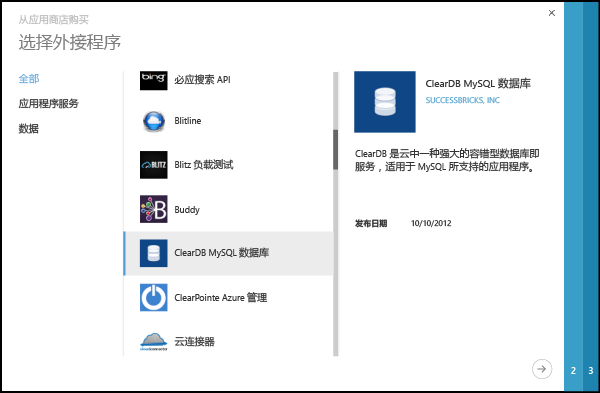 从应用商店购买
选择外接程序
全部
应用程序服务
数据
bing
必应搜索 API
Blitline
BLITZ
Blitz 负载测试
B
Buddy
ClearDB MySQL 数据库
ClearPointe Azure 管理
cloudconnector
云连接器
ClearDB MySQL 数据库
SUCCESSBRICKS, INC
ClearDB 是云中一种强大的容错型数据库即
服务，适用于 MySQL 所支持的应用程序。
发布日期 10/10/2012
2 3